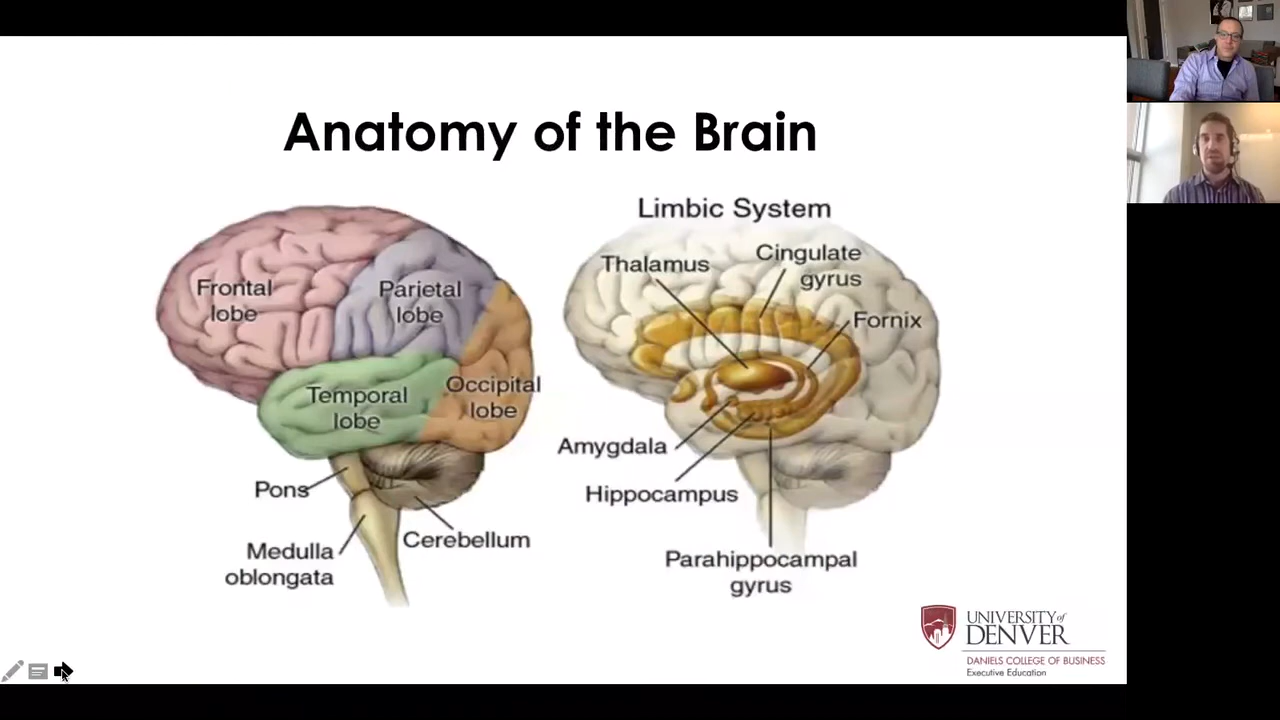 Anatomy of the Brain
Frontal
lobe
Parietal
lobe
Temporal
lobe
Occipital
lobe
Pons
Medulla
oblongata
Cerebellum
Limbic System
Thalamus
Cingulate
gyrus
Fornix
Amygdala
Hippocampus
Parahippocampal
gyrus
UNIVERSITY of
DENVER
DANIELS COLLEGE OF BUSINESS
Executive Education